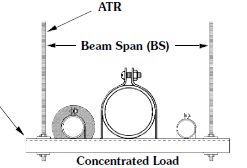 ATR
Beam Span (BS)
Concentrated Load